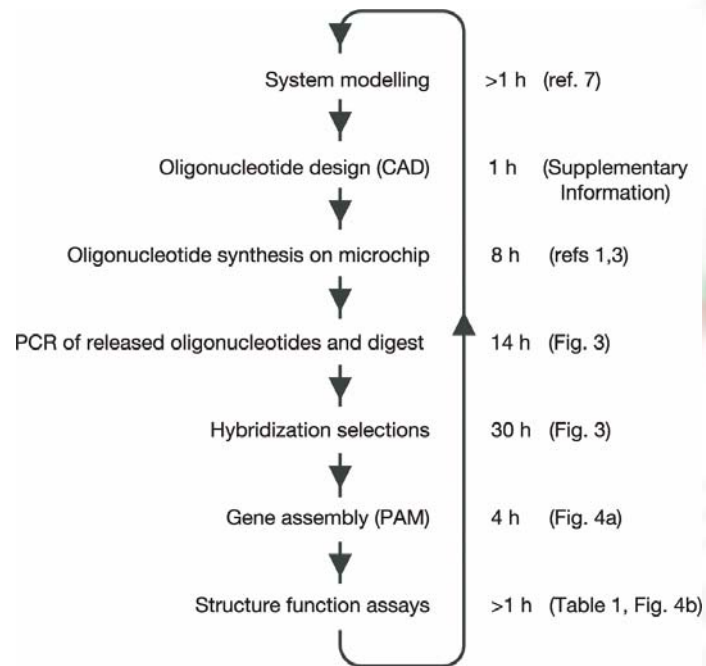 System modelling >1 h (ref. 7)
Oligonucleotide design (CAD) 1 h (Supplementary
Information)
Oligonucleotide synthesis on microchip 8 h (refs 1,3)
PCR of released oligonucleotides and digest 14 h (Fig. 3)
Hybridization selections 30 h (Fig. 3)
Gene assembly (PAM) 4 h (Fig. 4a)
Structure function assays >1 h (Table 1, Fig. 4b)